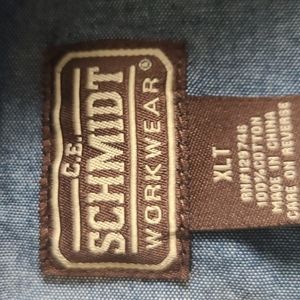 C.E.
SCHMIDT
WORKWEAR®
XLT
RN#129746
100%COTTON
MADE IN CHINA
CARE ON REVERSE